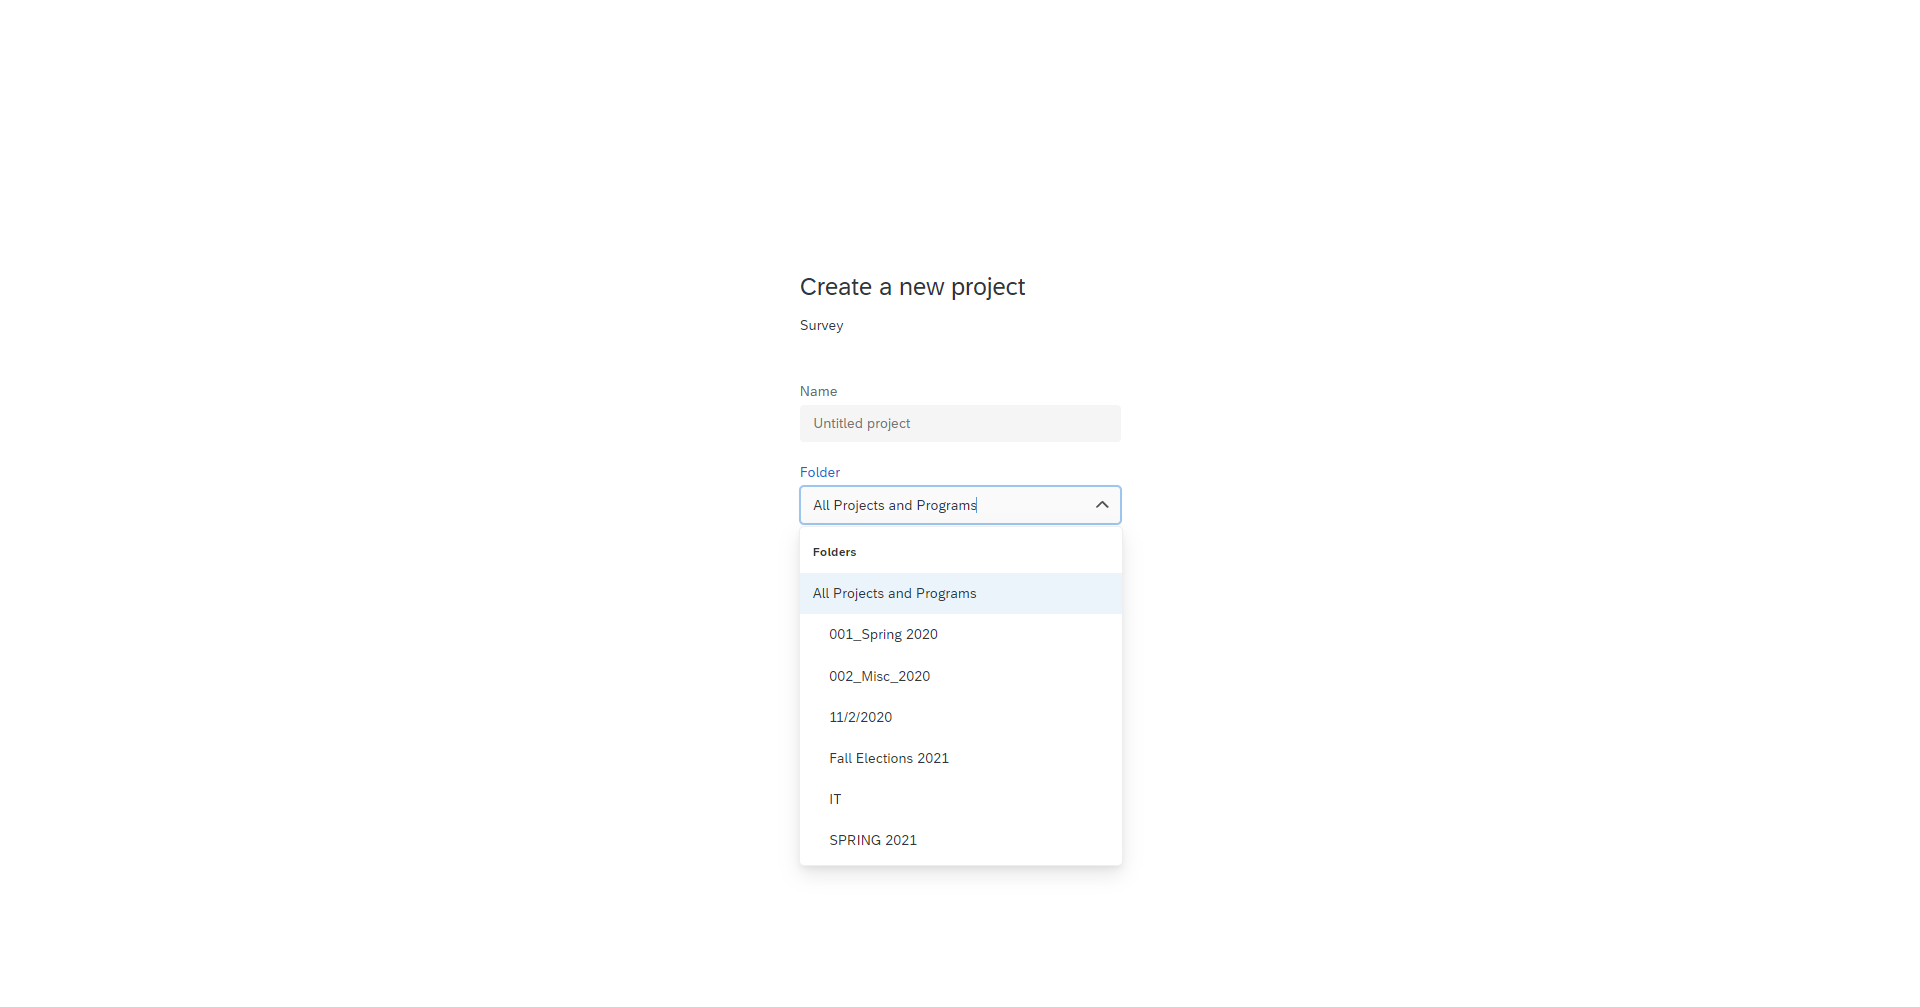 Create a new project
Survey
Name
Untitled project
Folder
All Projects and Programs
Folders
All Projects and Programs
001_Spring 2020
002_Misc_2020
11/2/2020
Fall Elections 2021
IT
SPRING 2021